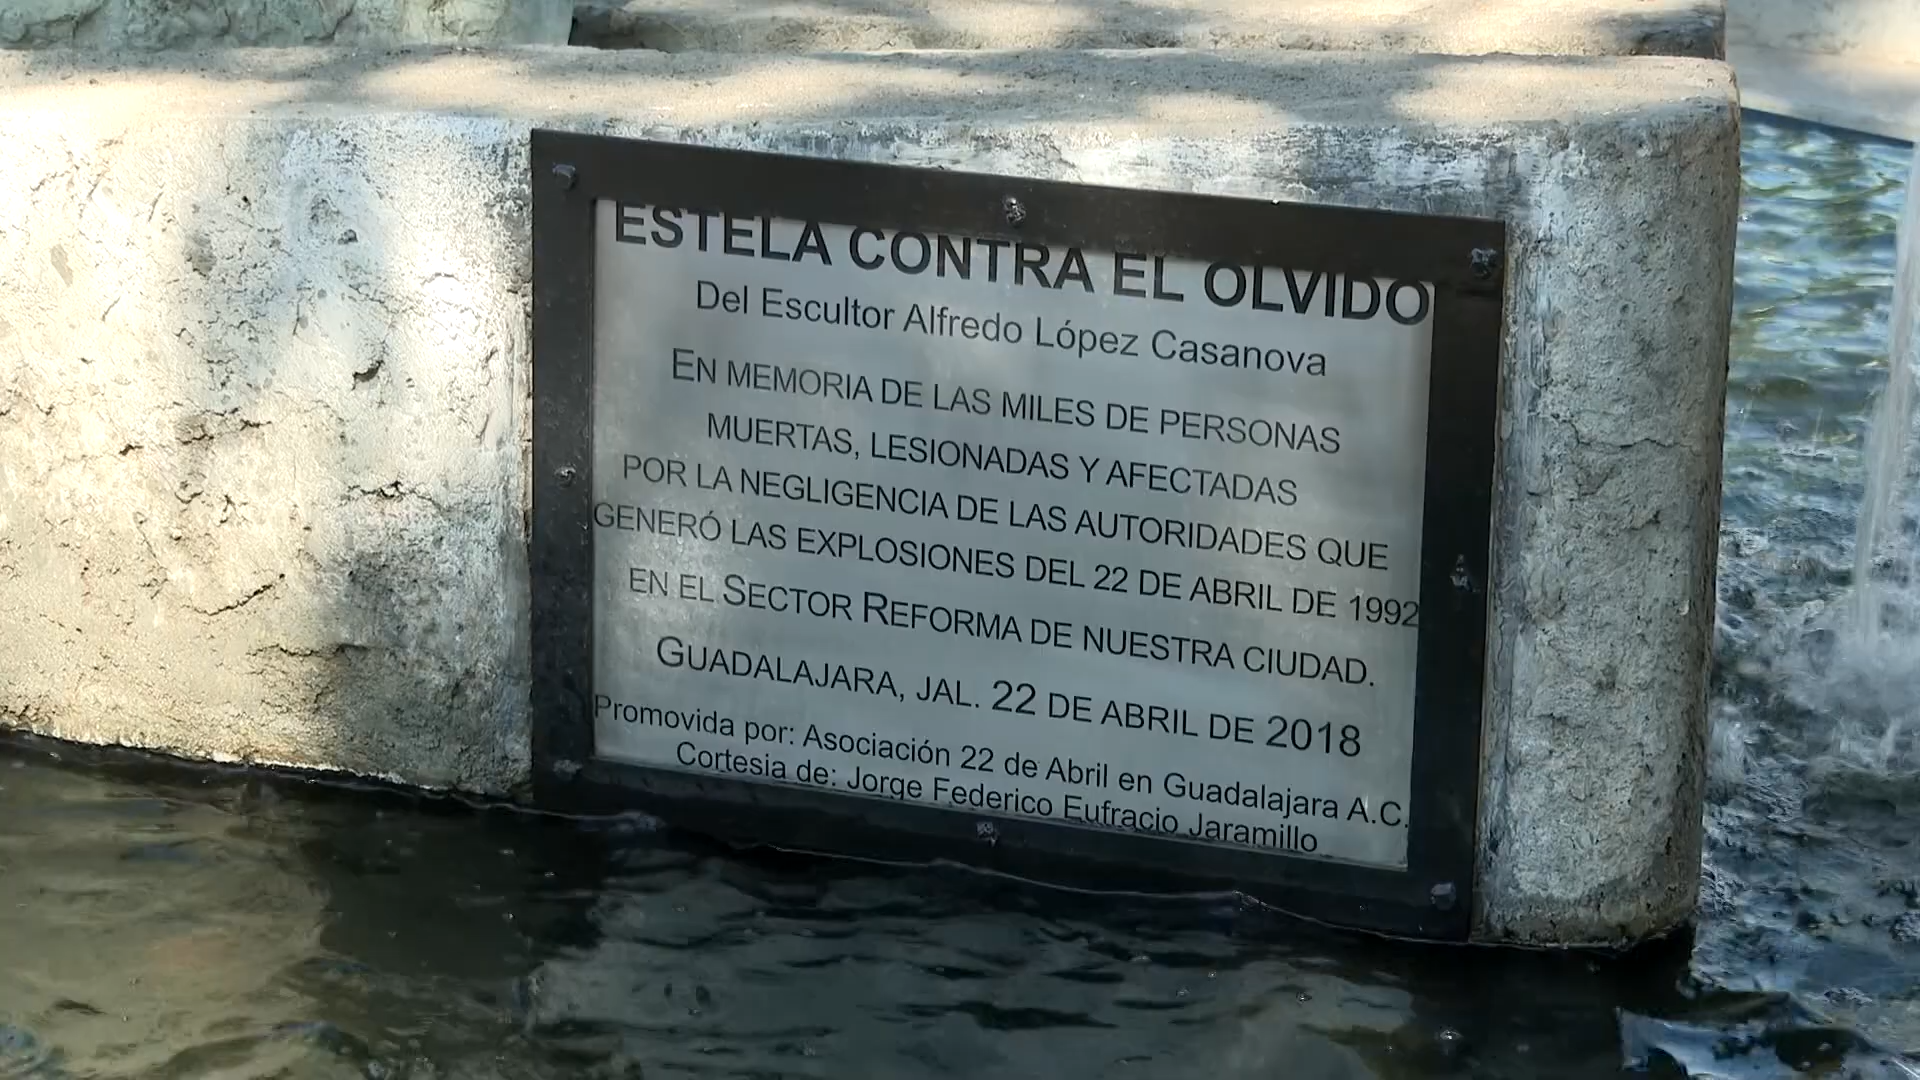 ESTELA CONTRA EL OLVIDO
Del Escultor Alfredo López Casanova
EN MEMORIA DE LAS MILES DE PERSONAS
MUERTAS, LESIONADAS Y AFECTADAS
POR LA NEGLIGENCIA DE LAS AUTORIDADES QUE
GENERÓ LAS EXPLOSIONES DEL 22 DE ABRIL DE 1992
EN EL SECTOR REFORMA DE NUESTRA CIUDAD.
GUADALAJARA, JAL. 22 DE ABRIL DE 2018
Promovida por: Asociación 22 de Abril en Guadalajara A.C.
Cortesia de: Jorge Federico Eufracio Jaramillo